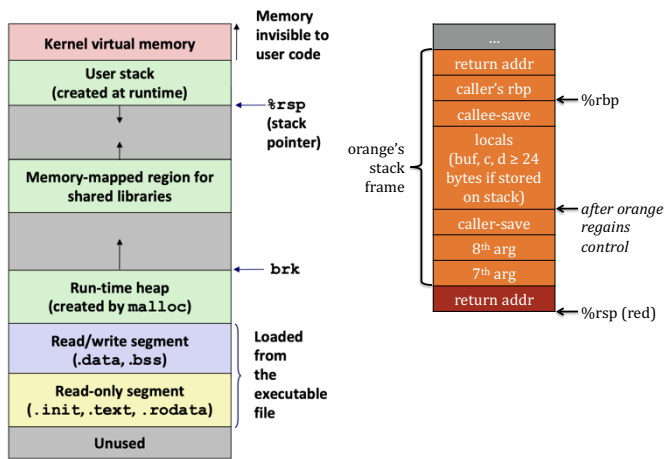 Kernel virtual memory
Memory
invisible to
user code
User stack
(created at runtime)
%rsp
(stack
pointer)
Memory-mapped region for
shared libraries
brk
Run-time heap
(created by malloc)
Read/write segment
(.data, .bss)
Read-only segment
(.init, .text, .rodata)
Loaded
from
the
executable
file
Unused
...
return addr
caller's rbp
%rbp
callee-save
orange's
stack
frame
locals
(buf, c, d ≥ 24
bytes if stored
on stack)
after orange
regains
control
caller-save
8th arg
7th arg
return addr
%rsp (red)